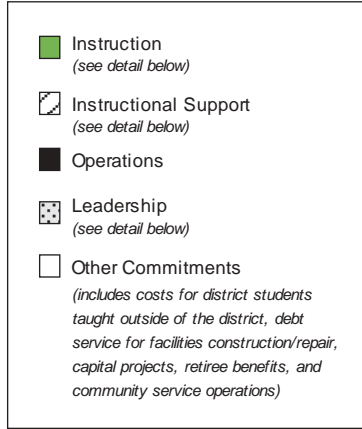 Instruction
(see detail below)
Instructional Support
(see detail below)
Operations
Leadership
(see detail below)
Other Commitments
(includes costs for district students
taught outside of the district, debt
service for facilities construction/repair,
capital projects, retiree benefits, and
community service operations)